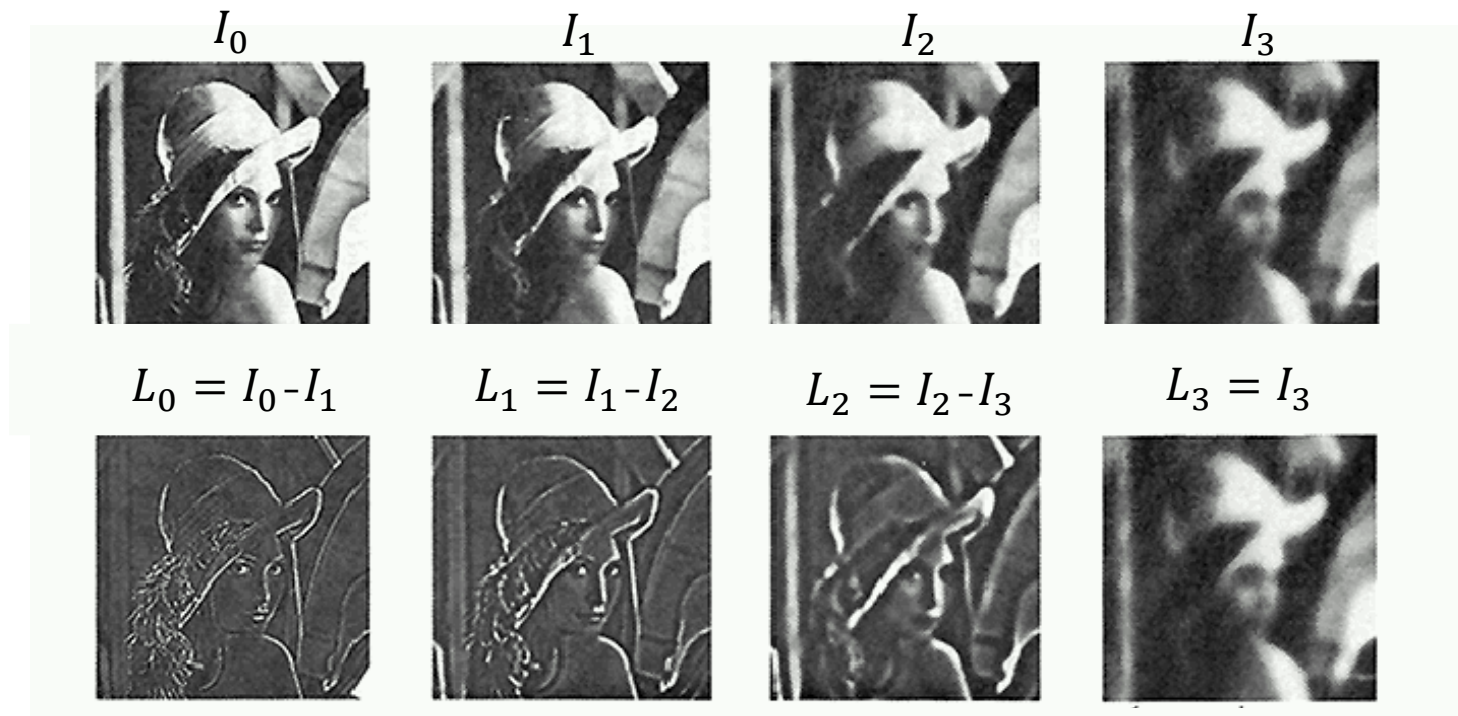 I₀ I₁ I₂ I₃
L₀ = I₀-I₁ L₁ = I₁-I₂ L₂ = I₂-I₃ L₃ = I₃